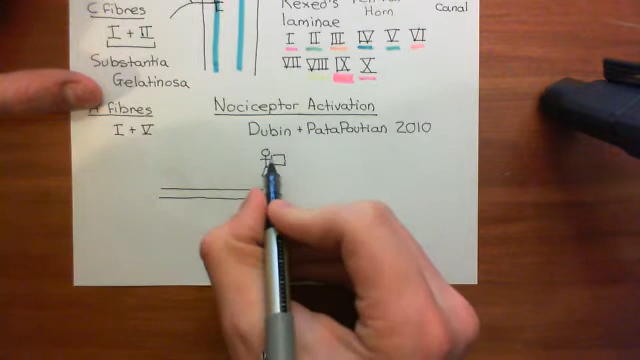 C fibres
I + II
Substantia
Gelatinosa
fibres
I + V
Rexed's
laminae
Horn
Canal
I II III IV V VI
VII VIII IX X
Nociceptor Activation
Dubin + Patapoutian 2010